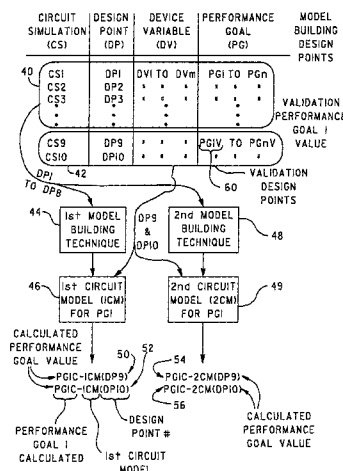 CIRCUIT SIMULATION (CS)
DESIGN POINT (DP)
DEVICE VARIABLE (DV)
PERFORMANCE GOAL (PG)
MODEL BUILDING DESIGN POINTS
40
CS1 DP1 DV1 TO DVm PG1 TO PGn
CS2 DP2
CS3 DP3
VALIDATION PERFORMANCE GOAL 1 VALUE
CS9 DP9 PG1V, TO PGnV
CS10 DP10
42
60
VALIDATION DESIGN POINTS
DP1 TO DP8
44
1st MODEL BUILDING TECHNIQUE
DP9 & DP10
2nd MODEL BUILDING TECHNIQUE
48
46
1st CIRCUIT MODEL (1CM) FOR PG1
2nd CIRCUIT MODEL (2CM) FOR PG1
49
CALCULATED PERFORMANCE GOAL VALUE
50
52
54
PG1C-1CM(DP9)
PG1C-1CM(DP10)
PG1C-2CM(DP9)
PG1C-2CM(DP10)
56
PERFORMANCE GOAL 1 CALCULATED
1st CIRCUIT MODEL
DESIGN POINT #
CALCULATED PERFORMANCE GOAL VALUE